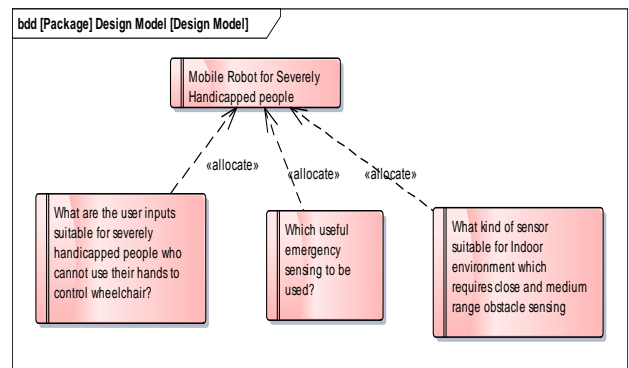 bdd [Package] Design Model [Design Model]
Mobile Robot for Severely
Handicapped people
«allocate»
«allocate»
«allocate»
What are the user inputs
suitable for severely
handicapped people who
cannot use their hands to
control wheelchair?
Which useful
emergency
sensing to be
used?
What kind of sensor
suitable for Indoor
environment which
requires close and medium
range obstacle sensing